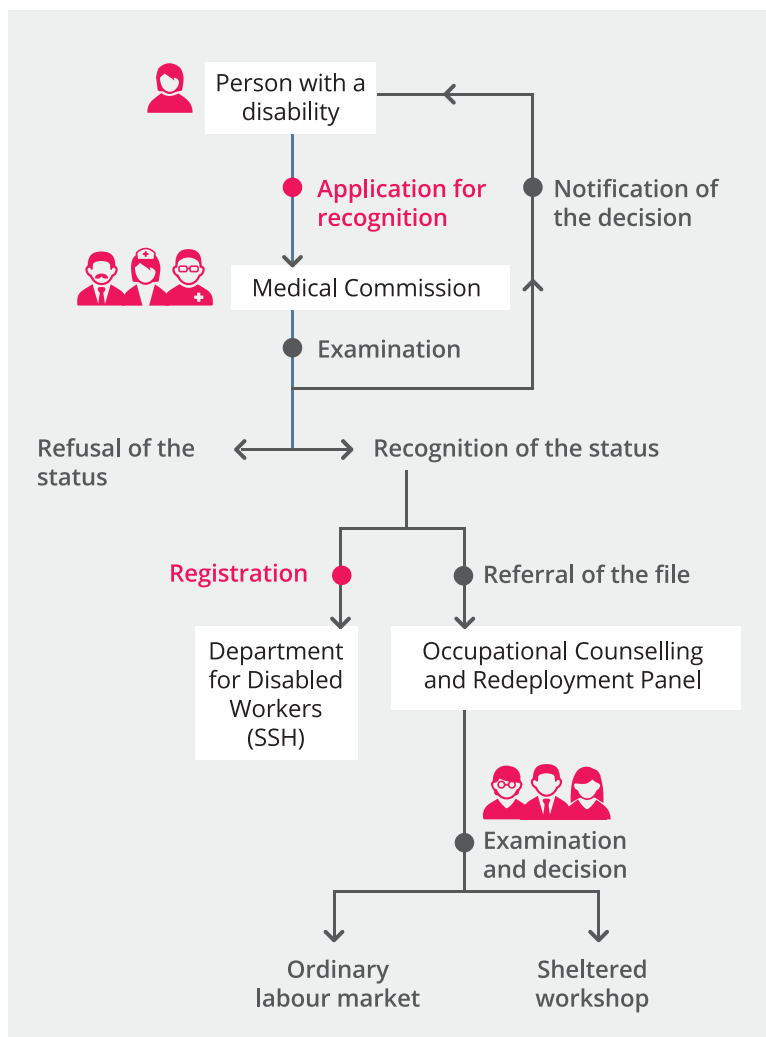 Person with a
disability
Application for
recognition
Notification of
the decision
Medical Commission
Examination
Refusal of the
status
Recognition of the status
Registration
Referral of the file
Department
for Disabled
Workers
(SSH)
Occupational Counselling
and Redeployment Panel
Examination
and decision
Ordinary
labour market
Sheltered
workshop